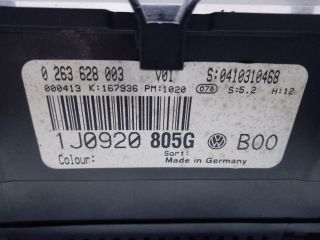 0 263 628 003 V01 S:0410310468
000413 K:167936 PM:1020 078 S:5.2 H:12
1J0920 805G B00
Colour: Sort:
Made in Germany